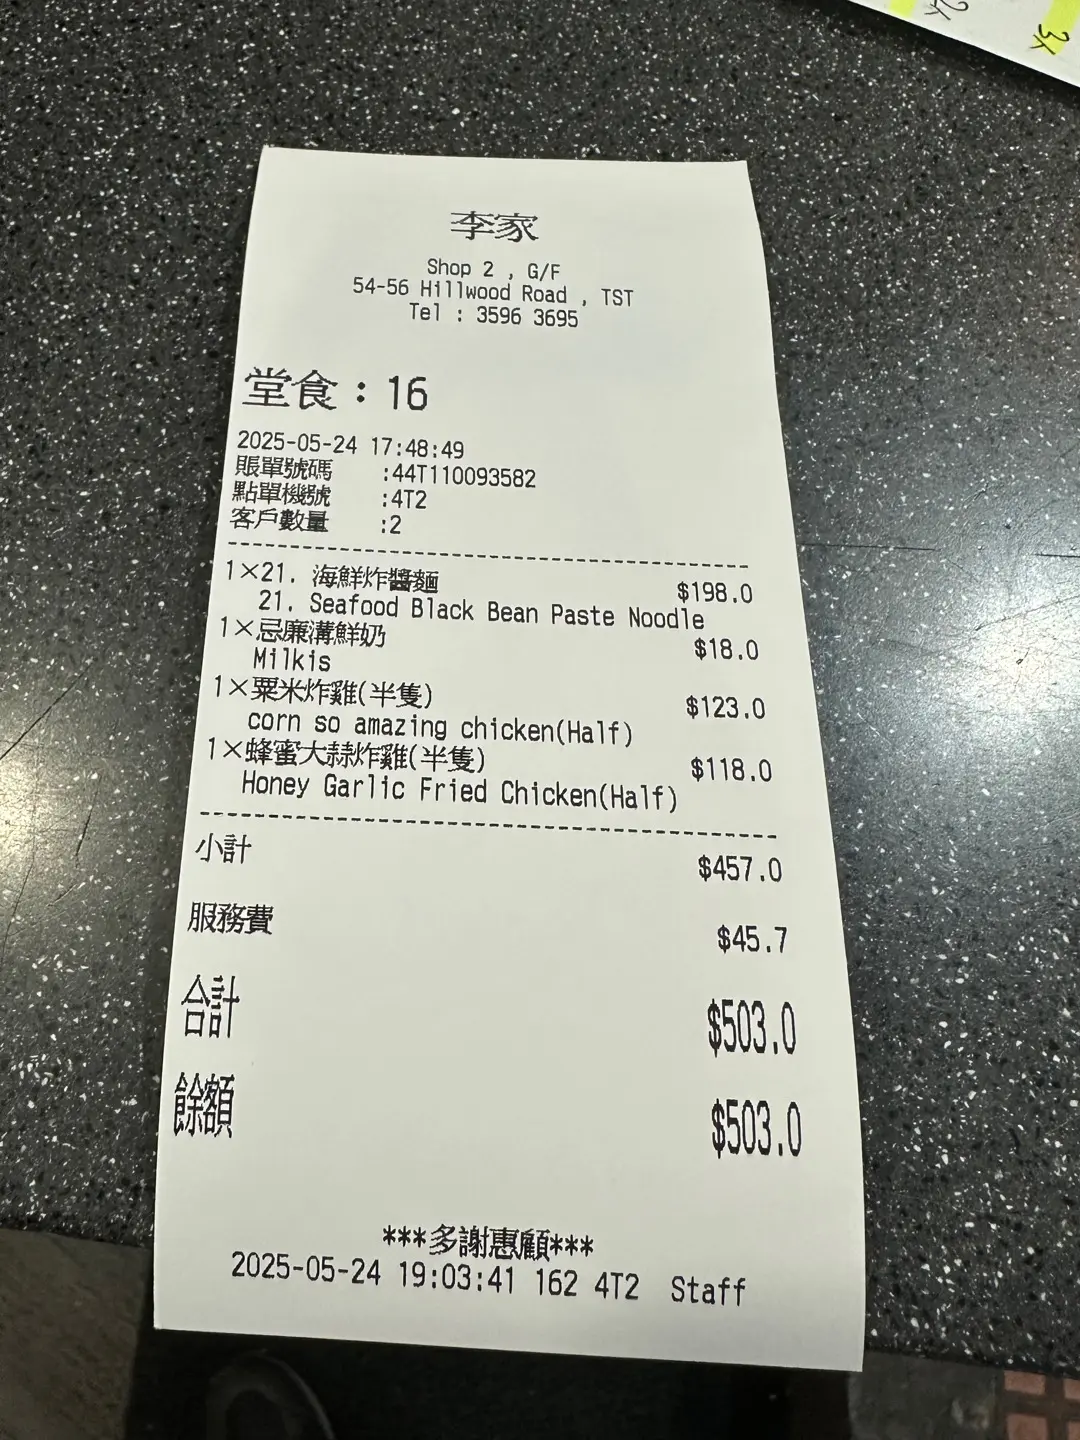 2x
3x
李家
Shop 2 , G/F
54-56 Hillwood Road , TST
Tel : 3596 3695
堂食：16
2025-05-24 17:48:49
賬單號碼 :44T110093582
點單機號 :4T2
客戶數量 :2
1×21. 海鮮炸醬麵 $198.0
21. Seafood Black Bean Paste Noodle
1×忌廉溝鮮奶 $18.0
Milkis
1×粟米炸雞(半隻) $123.0
corn so amazing chicken(Half)
1×蜂蜜大蒜炸雞(半隻) $118.0
Honey Garlic Fried Chicken(Half)
小計 $457.0
服務費 $45.7
合計 $503.0
餘額 $503.0
***多謝惠顧***
2025-05-24 19:03:41 162 4T2 Staff